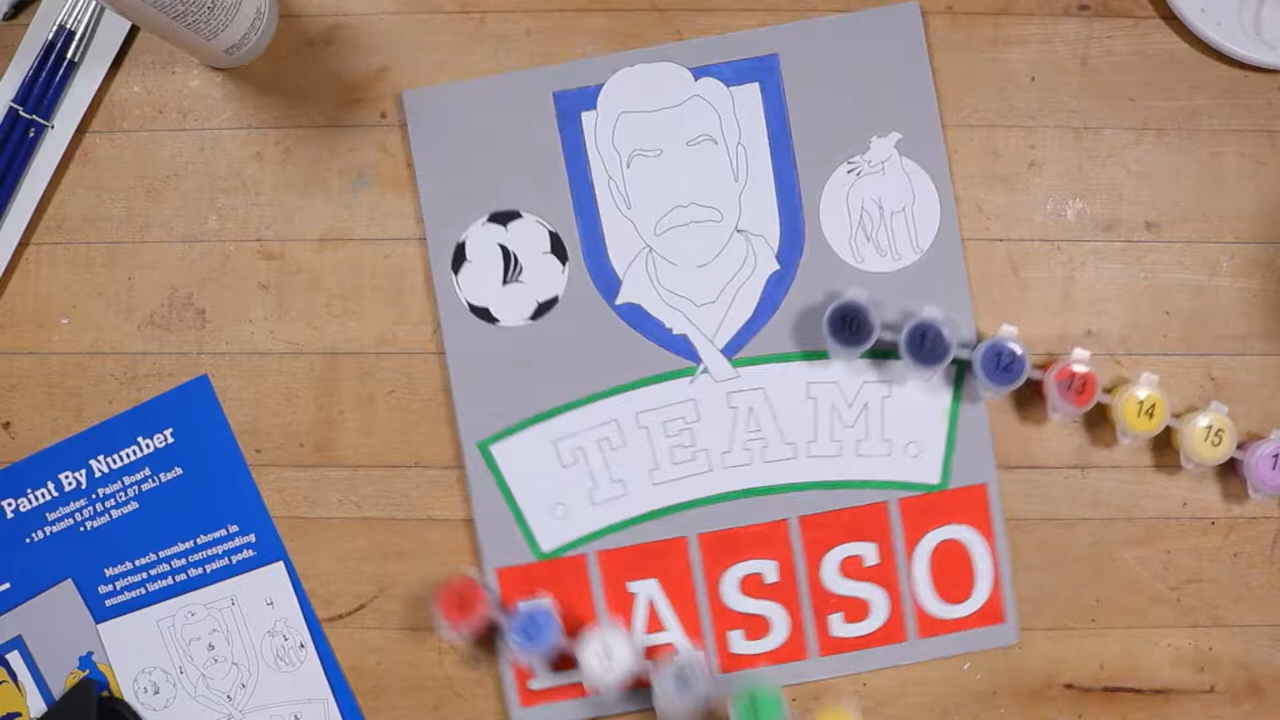 .TEAM.
LASSO
10
12
13
14
15
Paint By Number
Includes: • Paint Board
• 18 Paints 0.07 fl oz (2.07 mL) Each
• Paint Brush
Match each number shown in
the picture with the corresponding
numbers listed on the paint pods.